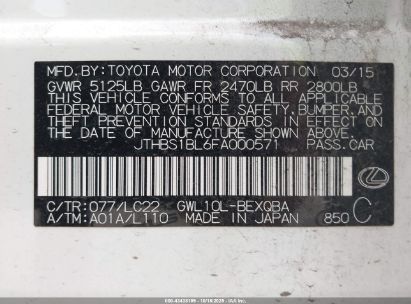 MFD. BY: TOYOTA MOTOR CORPORATION 03/15
GVWR 5125LB GAWR FR 2470LB RR 2800LB
THIS VEHICLE CONFORMS TO ALL APPLICABLE
FEDERAL MOTOR VEHICLE SAFETY, BUMPER, AND
THEFT PREVENTION STANDARDS IN EFFECT ON
THE DATE OF MANUFACTURE SHOWN ABOVE.
JTHBS1BL6FA000571 PASS.CAR
C/TR: 077/LC22 GWL10L-BEXQBA
A/TM: A01A/L110 MADE IN JAPAN 850 C